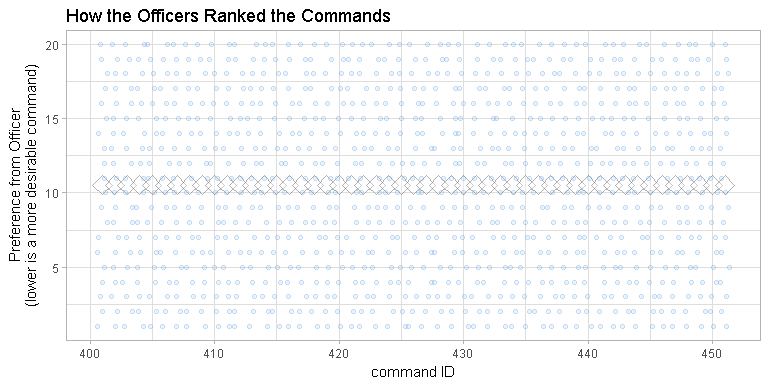 How the Officers Ranked the Commands
Preference from Officer
(lower is a more desirable command)
20
15
10
5
400
410
420
430
440
450
command ID